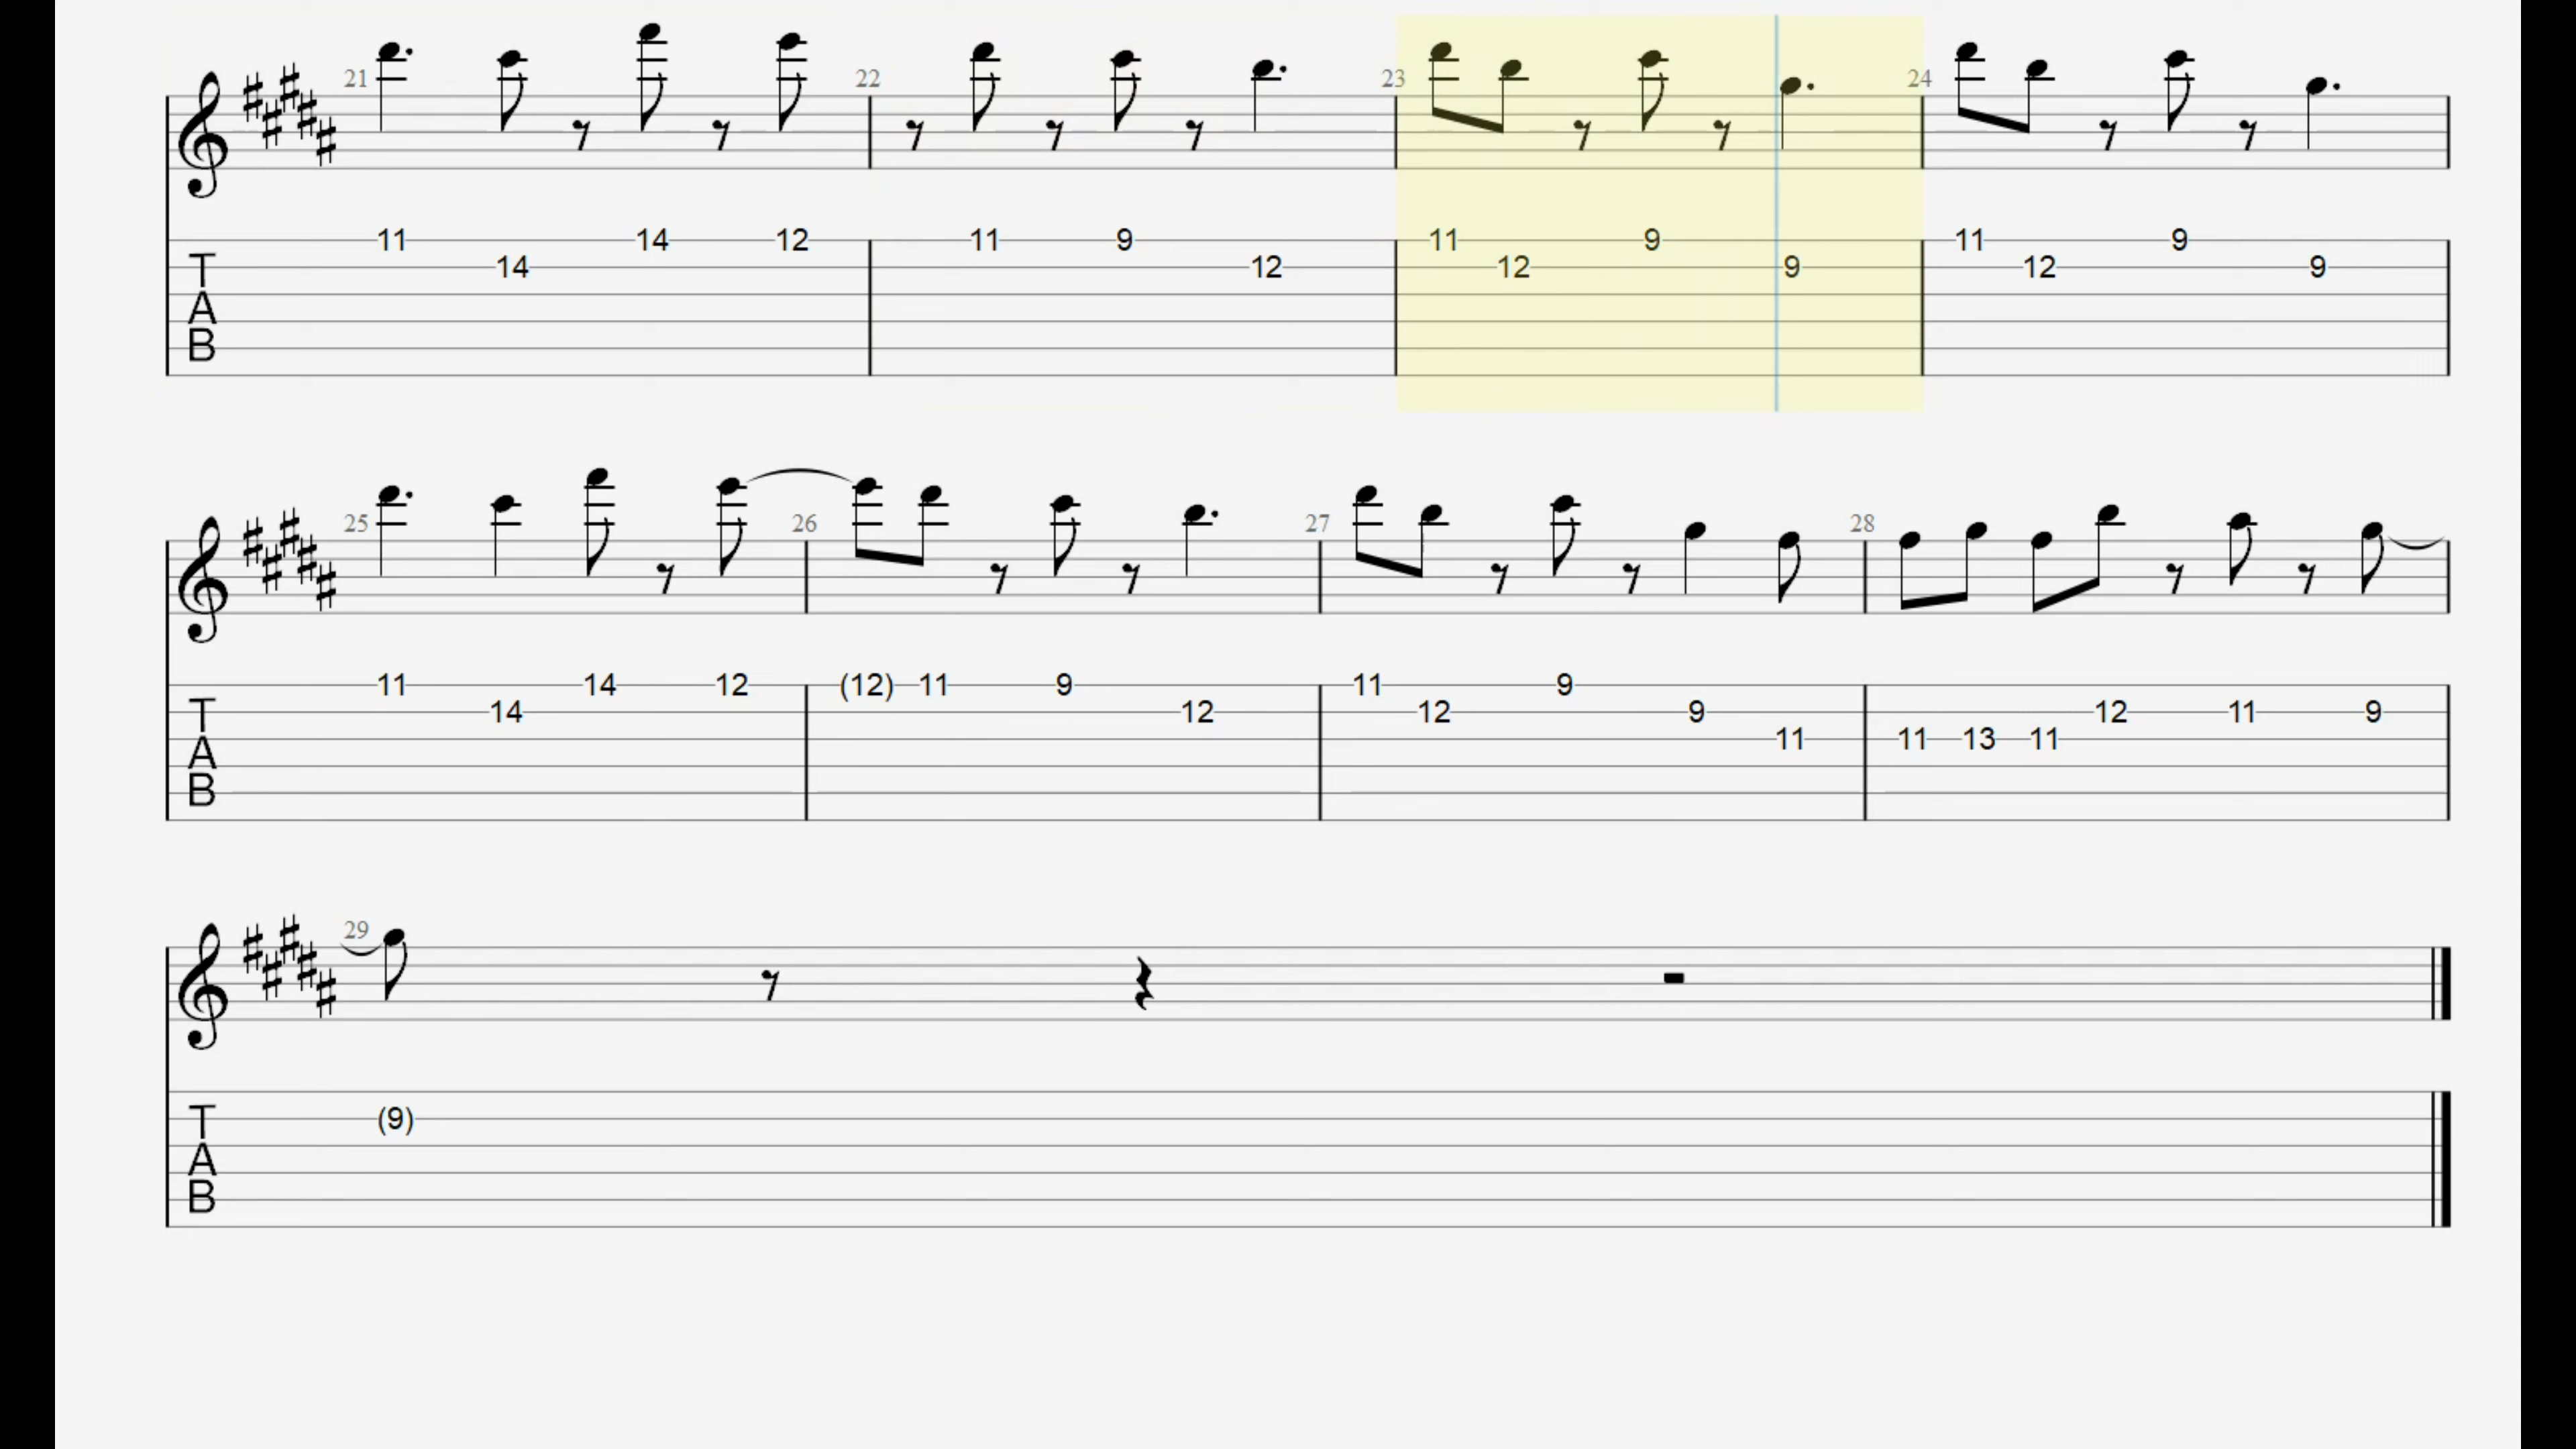 21 22 23 24
11 14 12 11 9 11 9 11 9
T 14 12 12 9 12 9
A
B
25 26 27 28
11 14 12 (12) 11 9 11 9
T 14 12 12 9 12 11 9
A 11 11 13 11
B
29
T (9)
A
B